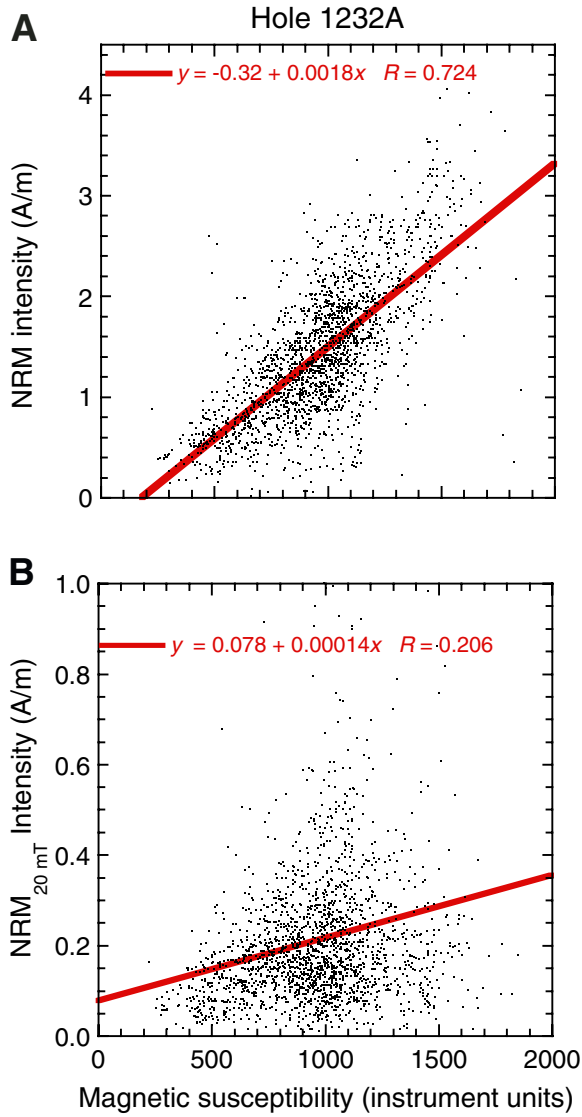 Hole 1232A
A
y = -0.32 + 0.0018x R = 0.724
4
3
2
1
0
NRM intensity (A/m)
B
1.0
y = 0.078 + 0.00014x R = 0.206
0.8
0.6
0.4
0.2
0.0
NRM20 mT Intensity (A/m)
0 500 1000 1500 2000
Magnetic susceptibility (instrument units)